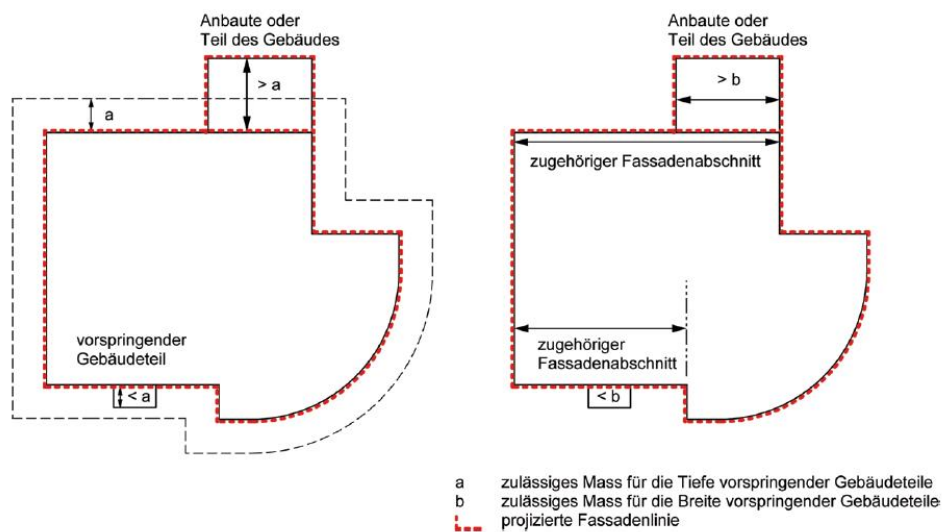 Anbaute oder
Teil des Gebäudes
> a
a
vorspringender
Gebäudeteil
< a
Anbaute oder
Teil des Gebäudes
> b
zugehöriger Fassadenabschnitt
zugehöriger
Fassadenabschnitt
< b
a zulässiges Mass für die Tiefe vorspringender Gebäudeteile
b zulässiges Mass für die Breite vorspringender Gebäudeteile
projizierte Fassadenlinie